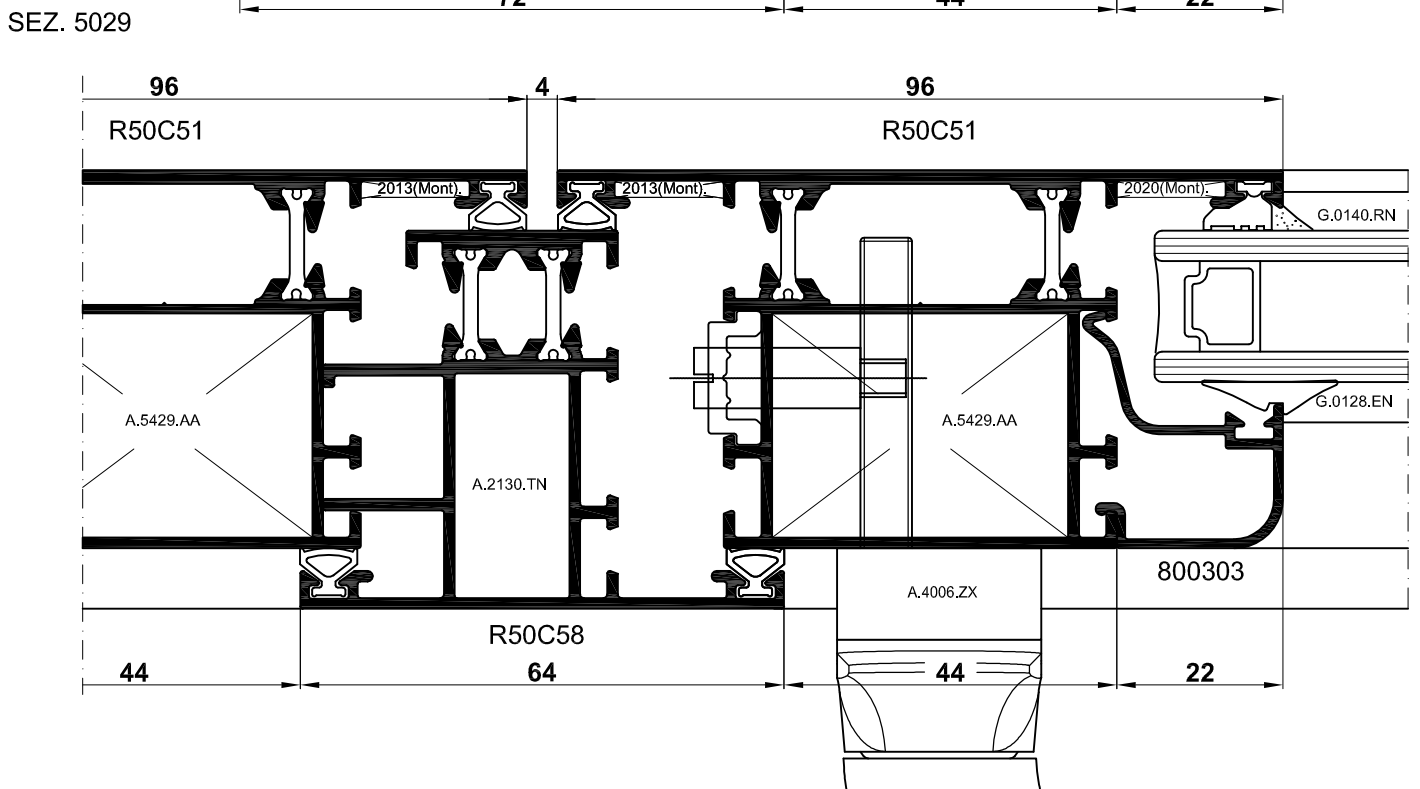 72 44 22
SEZ. 5029
96 4 96
R50C51 R50C51
2013(Mont). 2013(Mont). 2020(Mont).
G.0140.RN
G.0128.EN
A.5429.AA A.5429.AA
A.2130.TN
800303
A.4006.ZX
R50C58
44 64 44 22